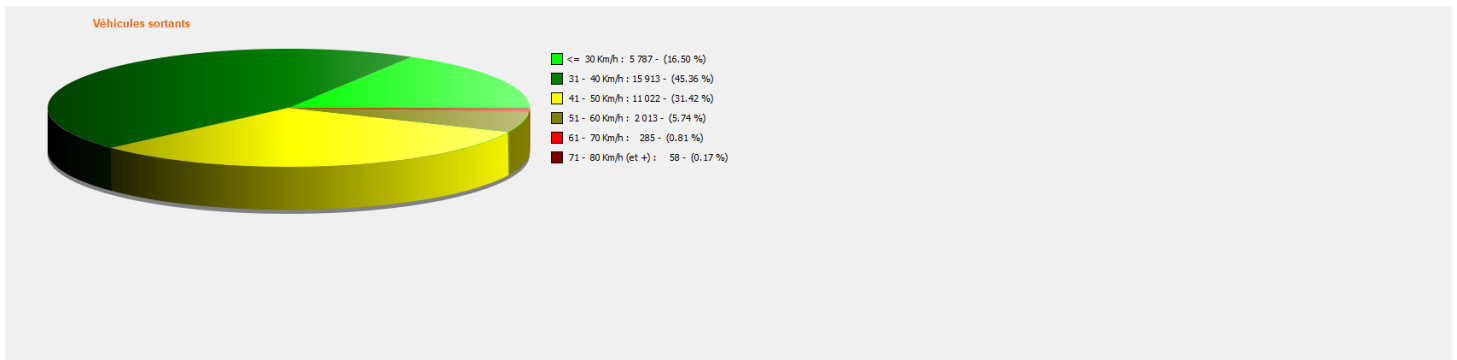 Véhicules sortants
<= 30 Km/h : 5 787 - (16.50 %)
31 - 40 Km/h : 15 913 - (45.36 %)
41 - 50 Km/h : 11 022 - (31.42 %)
51 - 60 Km/h : 2 013 - (5.74 %)
61 - 70 Km/h : 285 - (0.81 %)
71 - 80 Km/h (et +) : 58 - (0.17 %)